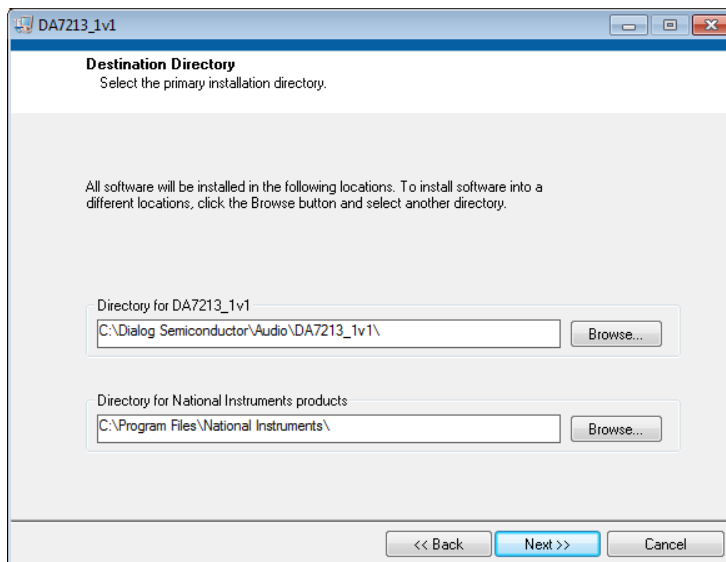 DA7213_1v1
Destination Directory
Select the primary installation directory.
All software will be installed in the following locations. To install software into a
different locations, click the Browse button and select another directory.
Directory for DA7213_1v1
C:\Dialog Semiconductor\Audio\DA7213_1v1\
Browse...
Directory for National Instruments products
C:\Program Files\National Instruments\
Browse...
<< Back
Next >>
Cancel